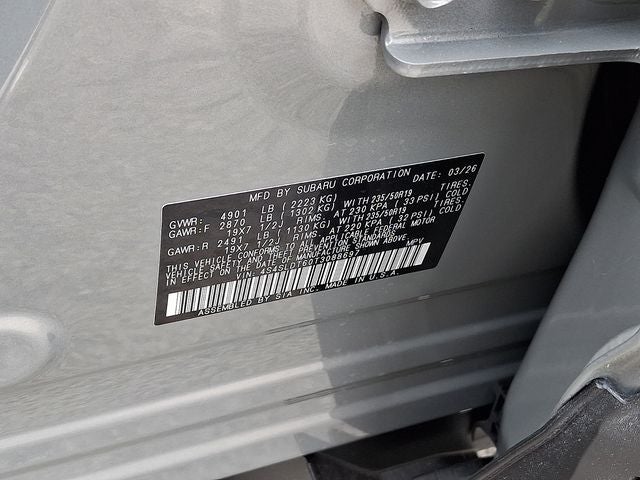 MFD BY SUBARU CORPORATION DATE: 03/26
GVWR: 4901 LB (2223 KG)
GAWR:F 2870 LB (1302 KG) WITH 235/50R19 TIRES.
19X7 1/2J RIMS. AT 230 KPA (33 PSI) COLD
GAWR:R 2491 LB (1130 KG) WITH 235/50R19 TIRES.
19X7 1/2J RIMS. AT 220 KPA (32 PSI) COLD.
THIS VEHICLE CONFORMS TO ALL APPLICABLE FEDERAL MOTOR
VEHICLE SAFETY AND THEFT PREVENTION STANDARDS
IN EFFECT ON THE DATE OF MANUFACTURE SHOWN ABOVE.
VIN: 4S4SLDT60TS088697 MPV
ASSEMBLED BY SIA INC. MADE IN U.S.A.